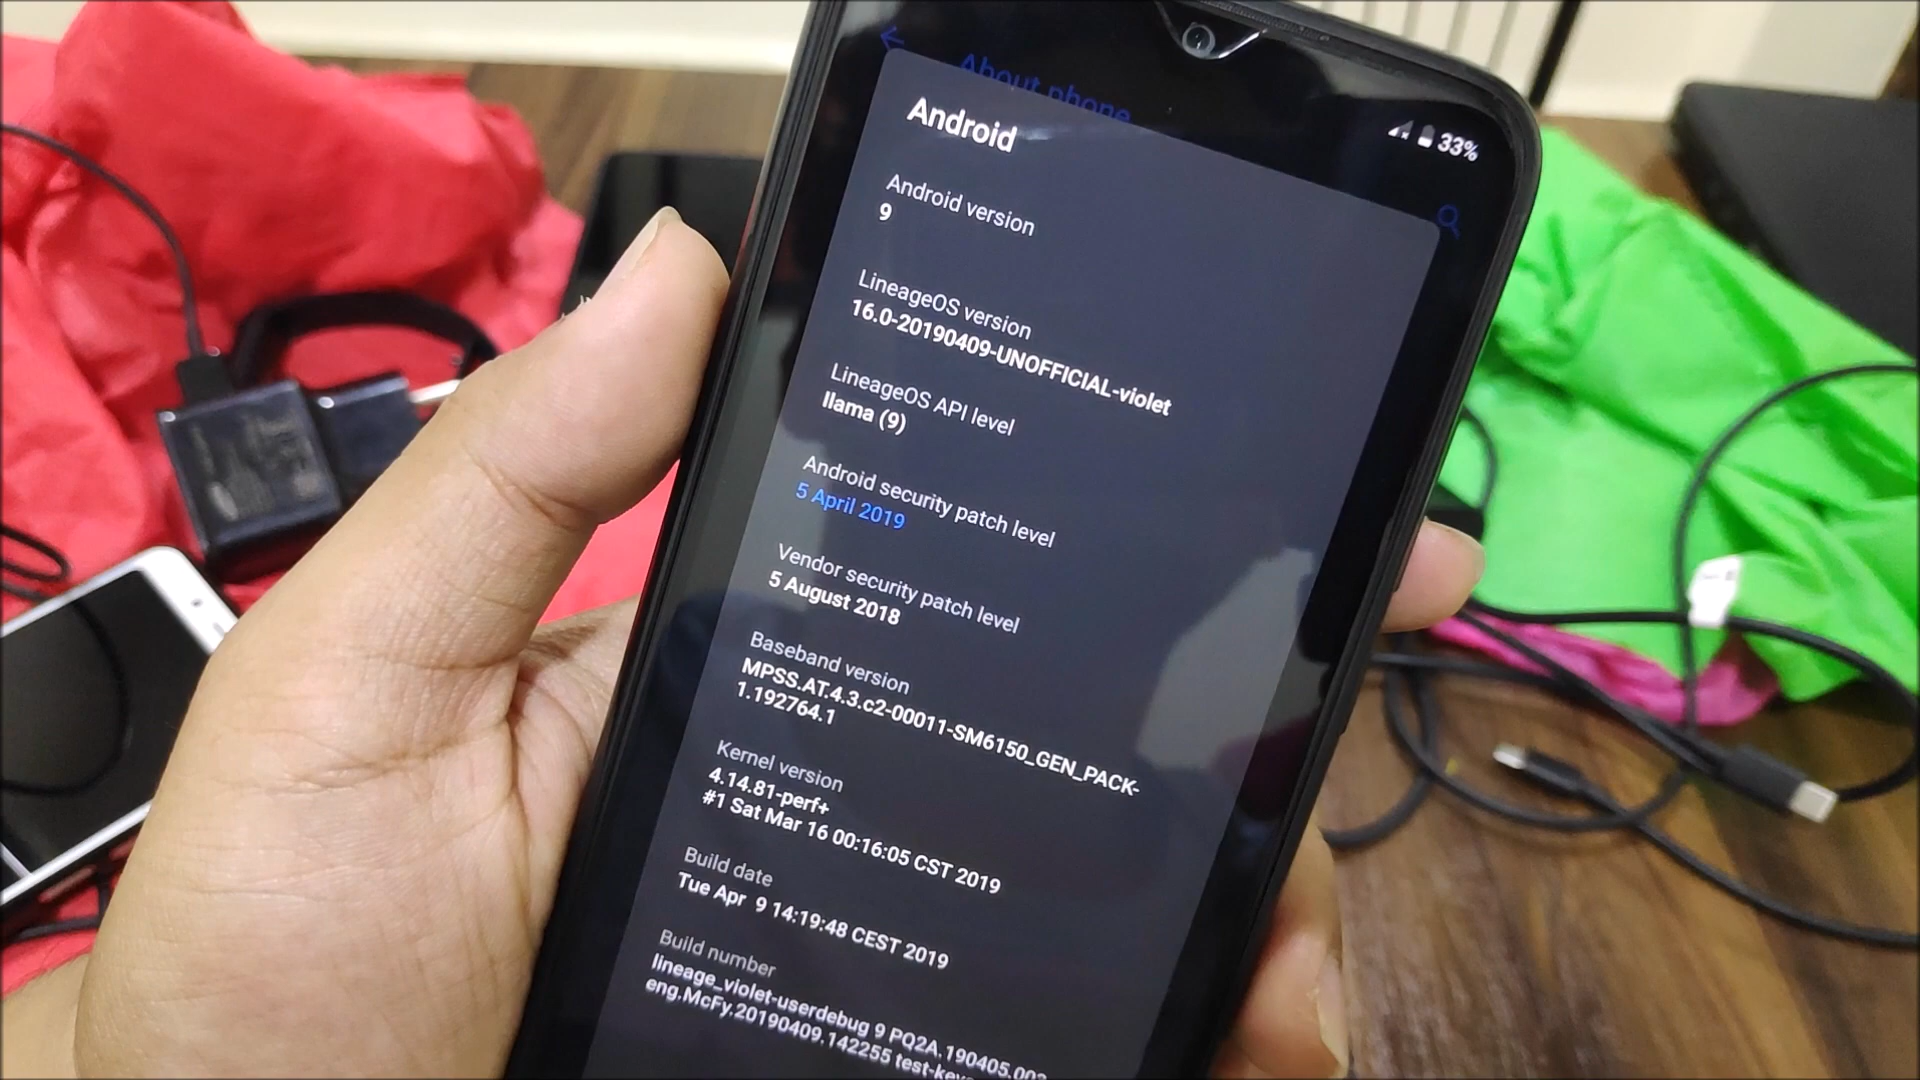 About phone
33%
Android
Android version
9
LineageOS version
16.0-20190409-UNOFFICIAL-violet
LineageOS API level
llama (9)
Android security patch level
5 April 2019
Vendor security patch level
5 August 2018
Baseband version
MPSS.AT.4.3.c2-00011-SM6150_GEN_PACK-
1.192764.1
Kernel version
4.14.81-perf+
#1 Sat Mar 16 00:16:05 CST 2019
Build date
Tue Apr 9 14:19:48 CEST 2019
Build number
lineage_violet-userdebug 9 PQ2A.190405.003
eng.McFy.20190409.142255